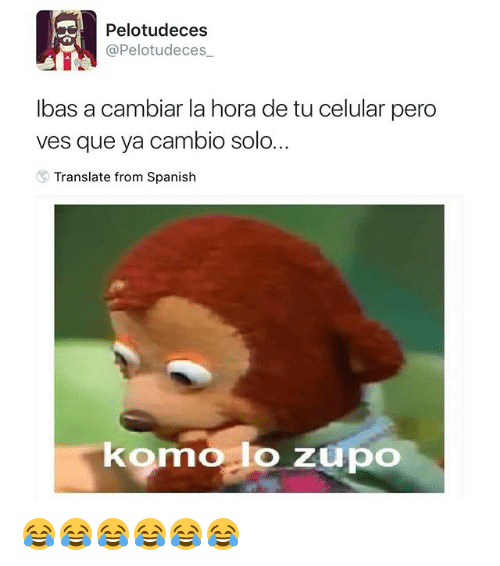 Pelotudeces
@Pelotudeces_
Ibas a cambiar la hora de tu celular pero
ves que ya cambio solo...
Translate from Spanish
komo lo zupo
😂😂😂😂😂😂